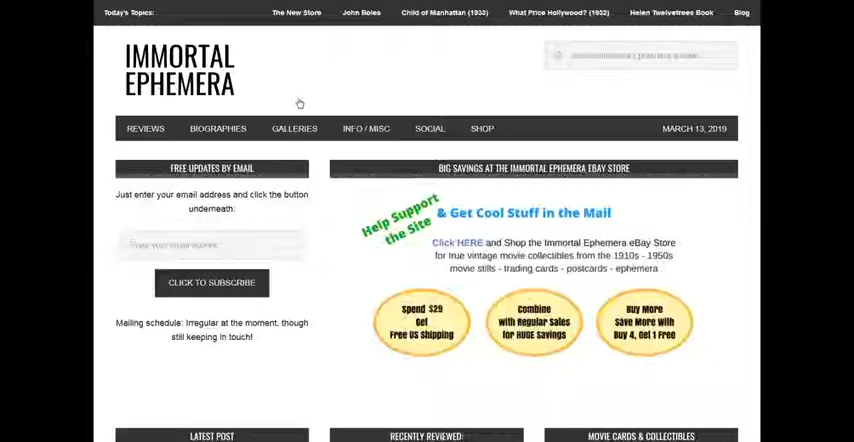 Today's Topics: The New Store John Boles Child of Manhattan (1933) What Price Hollywood? (1932) Helen Twelvetrees Book Blog
IMMORTAL
EPHEMERA
REVIEWS BIOGRAPHIES GALLERIES INFO / MISC SOCIAL SHOP MARCH 13, 2019
FREE UPDATES BY EMAIL
Just enter your email address and click the button
underneath:
CLICK TO SUBSCRIBE
Mailing schedule: Irregular at the moment, though
still keeping in touch!
BIG SAVINGS AT THE IMMORTAL EPHEMERA EBAY STORE
Help Support
the Site
& Get Cool Stuff in the Mail
Click HERE and Shop the Immortal Ephemera eBay Store
for true vintage movie collectibles from the 1910s - 1950s
movie stills - trading cards - postcards - ephemera
Spend $29
Get
Free US Shipping
Combine
with Regular Sales
for HUGE Savings
Buy More
Save More With
Buy 4, Get 1 Free
LATEST POST
RECENTLY REVIEWED:
MOVIE CARDS & COLLECTIBLES